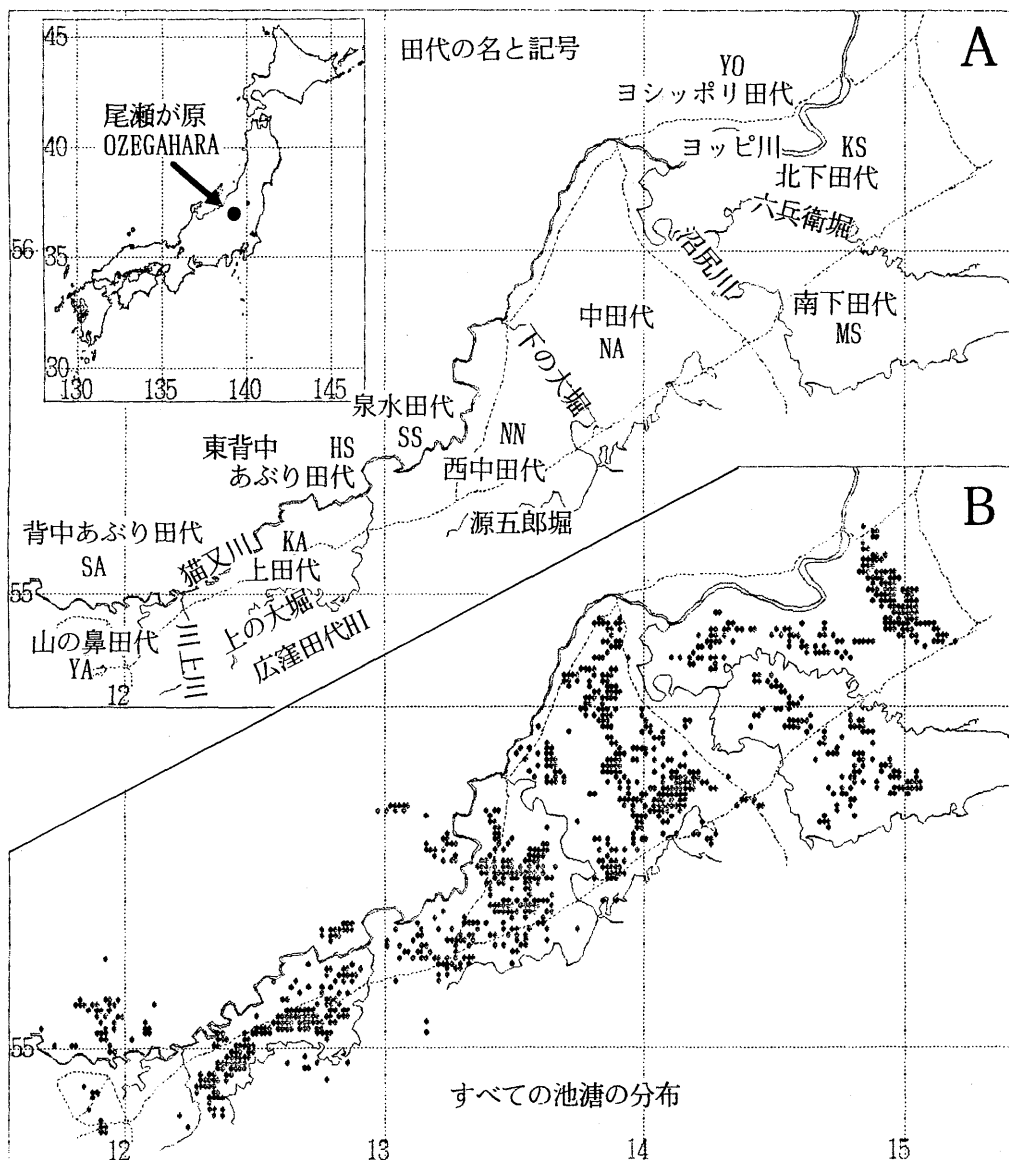 A
田代の名と記号
45
40
35
30
130
135
140
145
尾瀬が原
OZEGAHARA
YO
ヨシッポリ田代
ヨッピ川
KS
北下田代
六兵衛堀
沼尻川
56
南下田代
MS
中田代
NA
下の大堀
泉水田代
SS
NN
西中田代
東背中
HS
あぶり田代
源五郎堀
背中あぶり田代
SA
猫又川
KA
上田代
55
上の大堀
山の鼻田代
YA
三上川
広窪田代HI
12
13
14
15
B
55
すべての池溏の分布
12
13
14
15